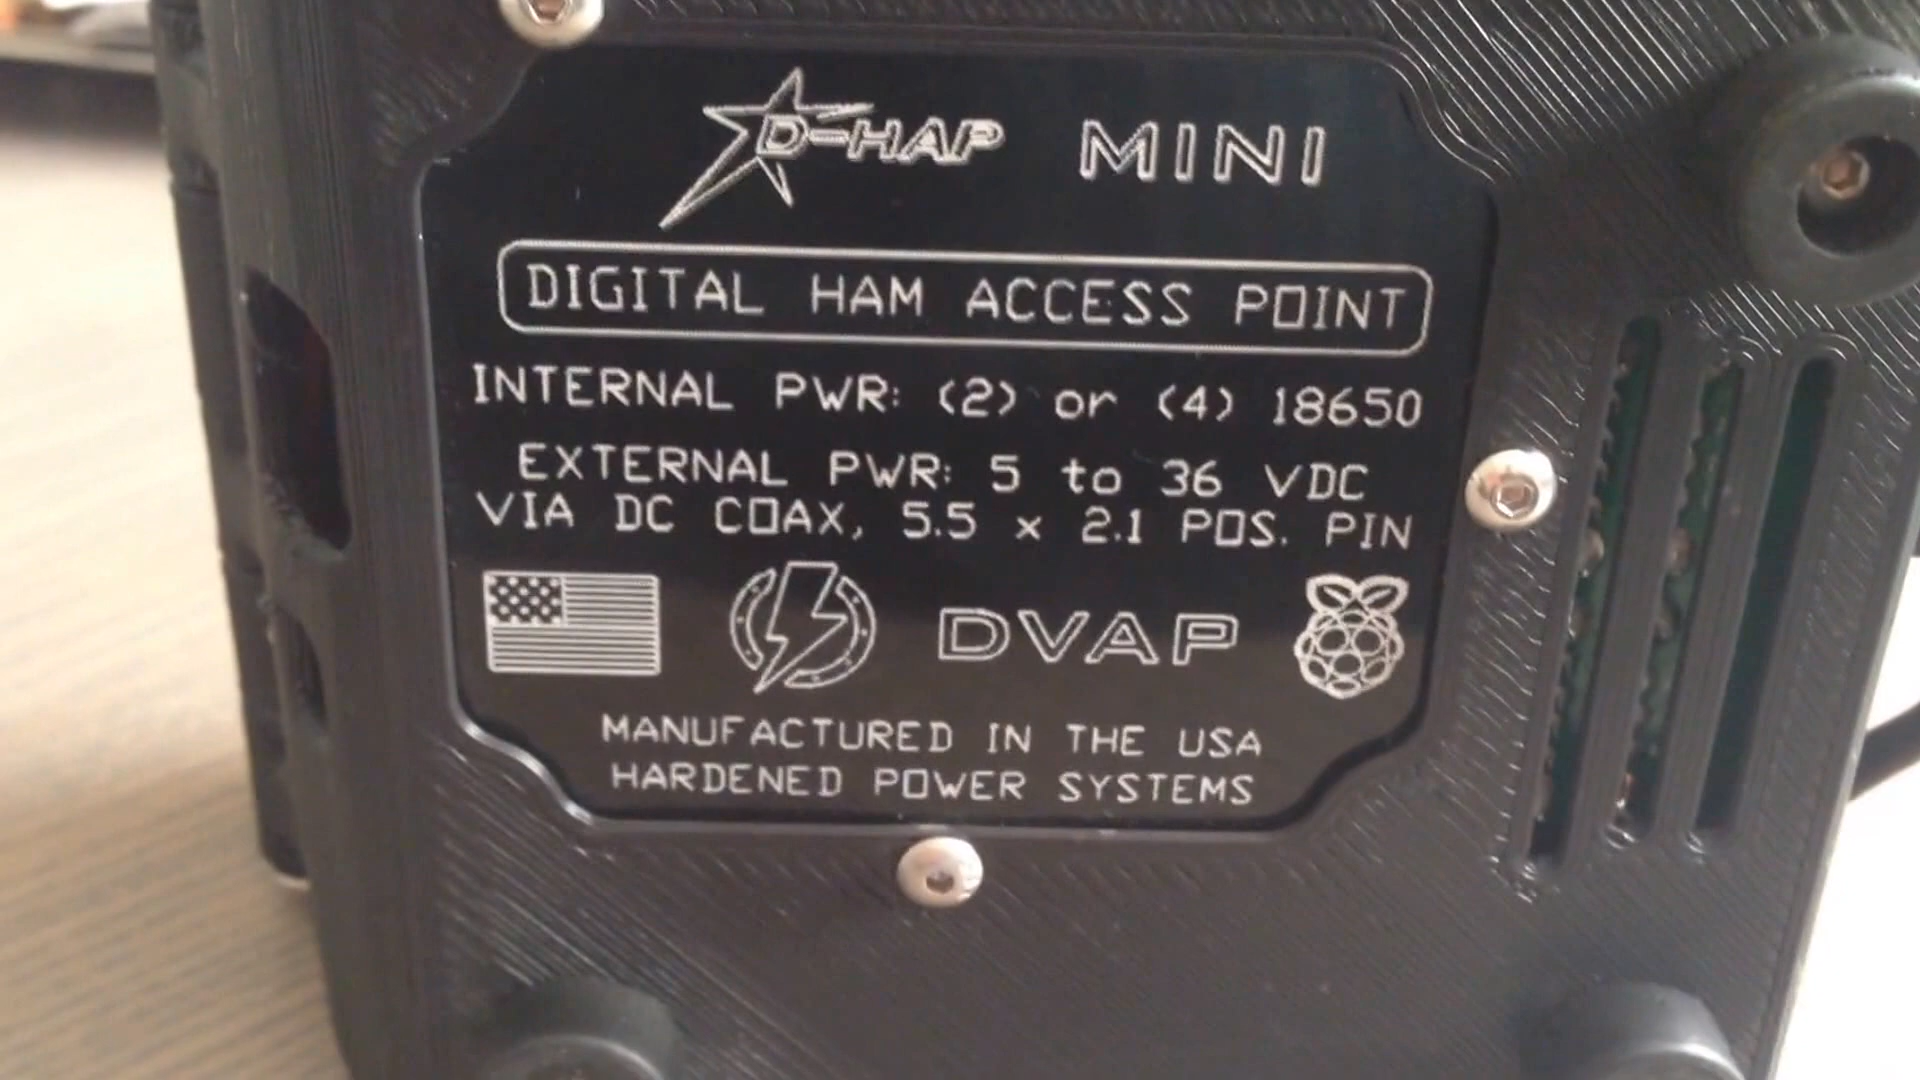 D-HAP MINI
DIGITAL HAM ACCESS POINT
INTERNAL PWR: (2) or (4) 18650
EXTERNAL PWR: 5 to 36 VDC
VIA DC COAX, 5.5 x 2.1 POS. PIN
DVAP
MANUFACTURED IN THE USA
HARDENED POWER SYSTEMS